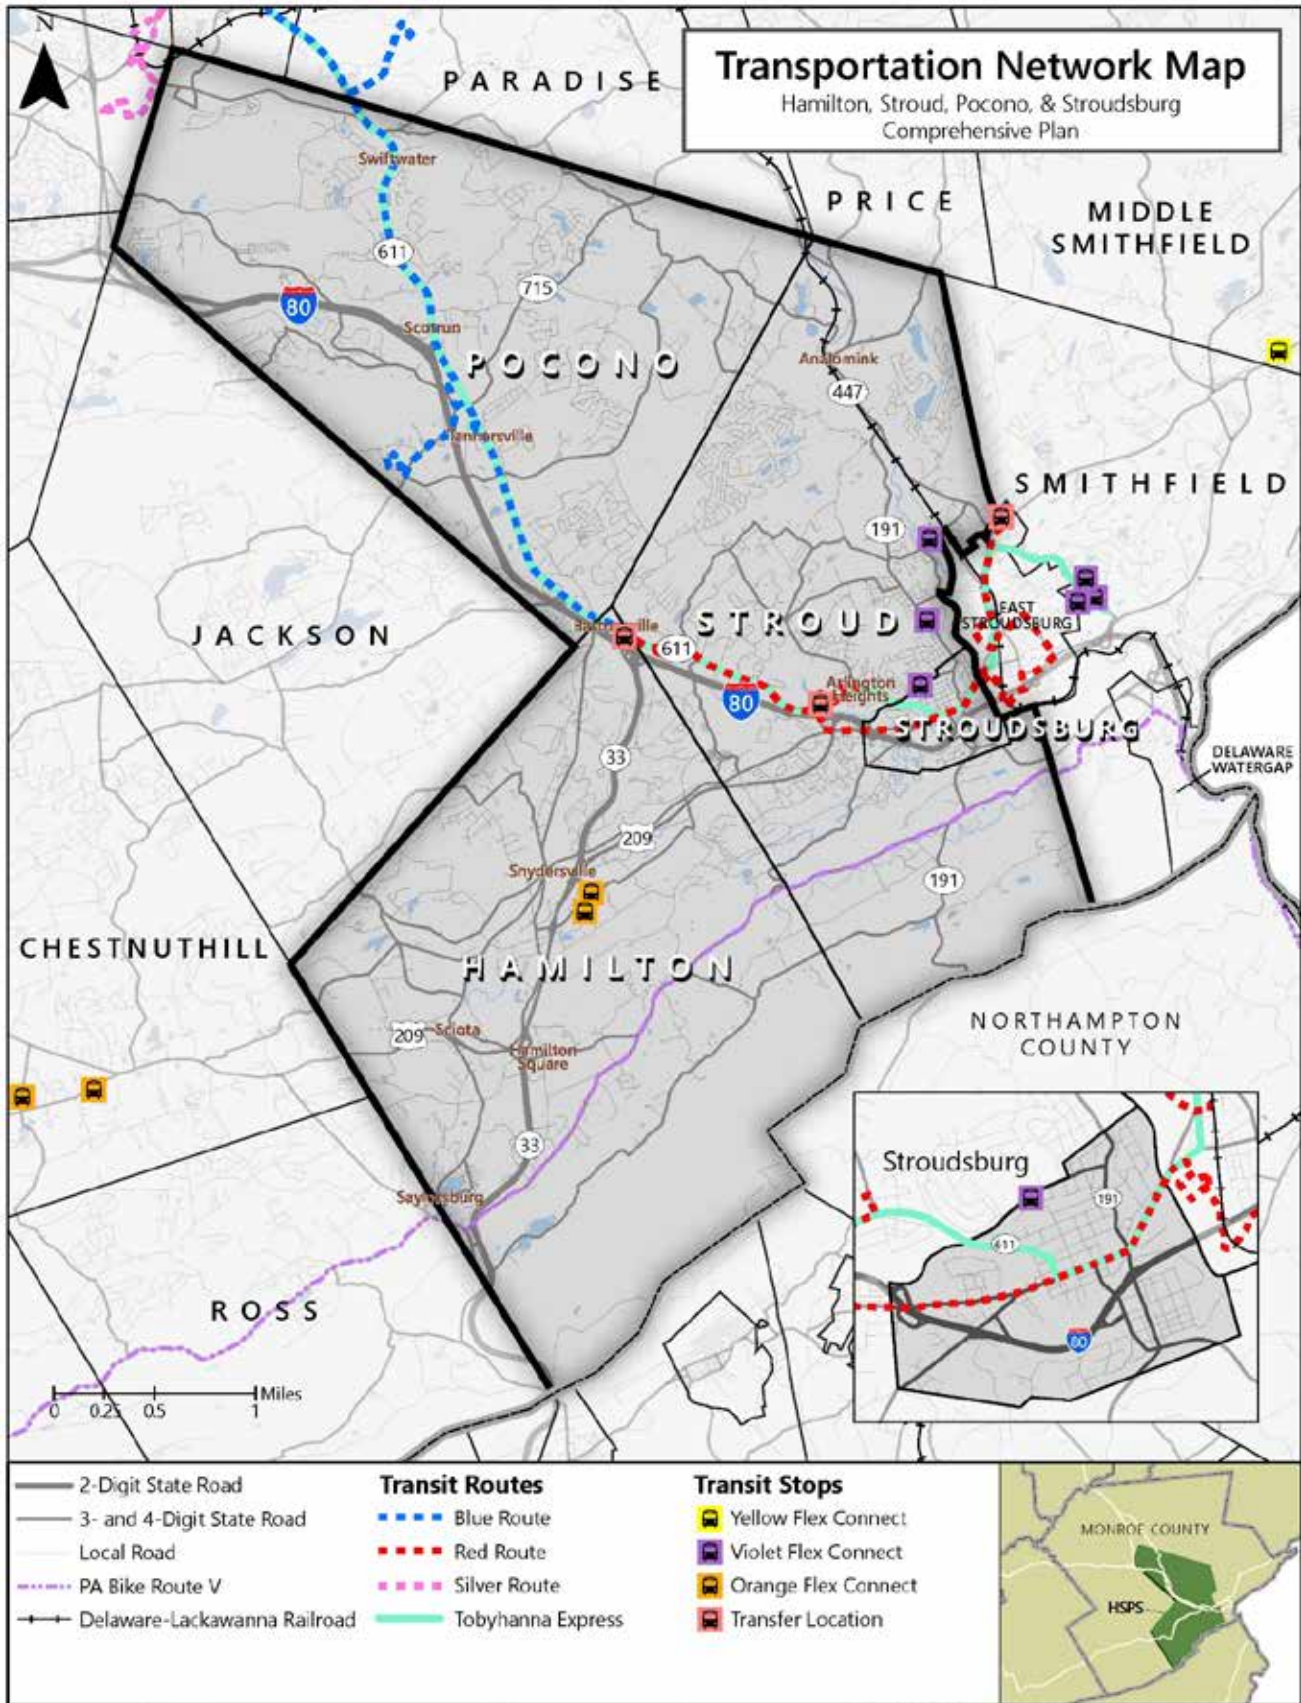 N
Transportation Network Map
Hamilton, Stroud, Pocono, & Stroudsburg
Comprehensive Plan
PARADISE
PRICE
MIDDLE
SMITHFIELD
Swiftwater
611
715
80
Scotrun
POCONO
Analomink
447
Tannersville
SMITHFIELD
191
JACKSON
STROUD
EAST
STROUDSBURG
611
Arlington
Heights
80
STROUDSBURG
33
DELAWARE
WATERGAP
209
Snydersville
191
CHESTNUTHILL
HAMILTON
209
Sciota
Hamilton
Square
NORTHAMPTON
COUNTY
33
Saylorsburg
ROSS
Miles
0 0.25 0.5 1
Stroudsburg
191
611
80
2-Digit State Road
3- and 4-Digit State Road
Local Road
PA Bike Route V
Delaware-Lackawanna Railroad
Transit Routes
Blue Route
Red Route
Silver Route
Tobyhanna Express
Transit Stops
Yellow Flex Connect
Violet Flex Connect
Orange Flex Connect
Transfer Location
MONROE COUNTY
HSPS